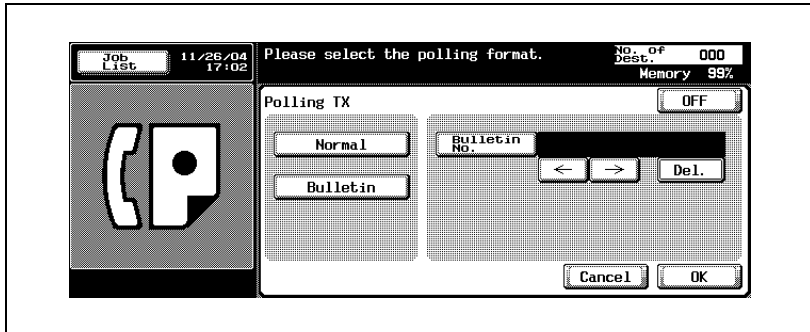 Job List
11/26/04
17:02
Please select the polling format.
No. of Dest. 000
Memory 99%
Polling TX
OFF
Normal
Bulletin No.
← →
Del.
Bulletin
Cancel
OK